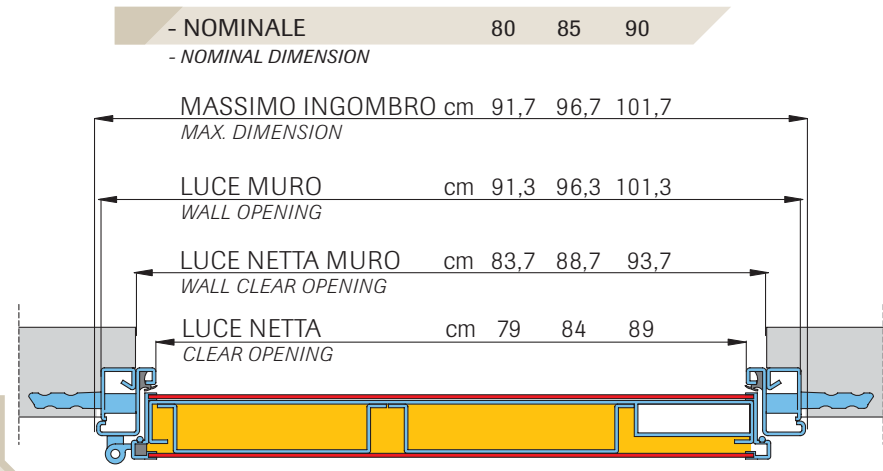 - NOMINALE 80 85 90
- NOMINAL DIMENSION
MASSIMO INGOMBRO cm 91,7 96,7 101,7
MAX. DIMENSION
LUCE MURO cm 91,3 96,3 101,3
WALL OPENING
LUCE NETTA MURO cm 83,7 88,7 93,7
WALL CLEAR OPENING
LUCE NETTA cm 79 84 89
CLEAR OPENING